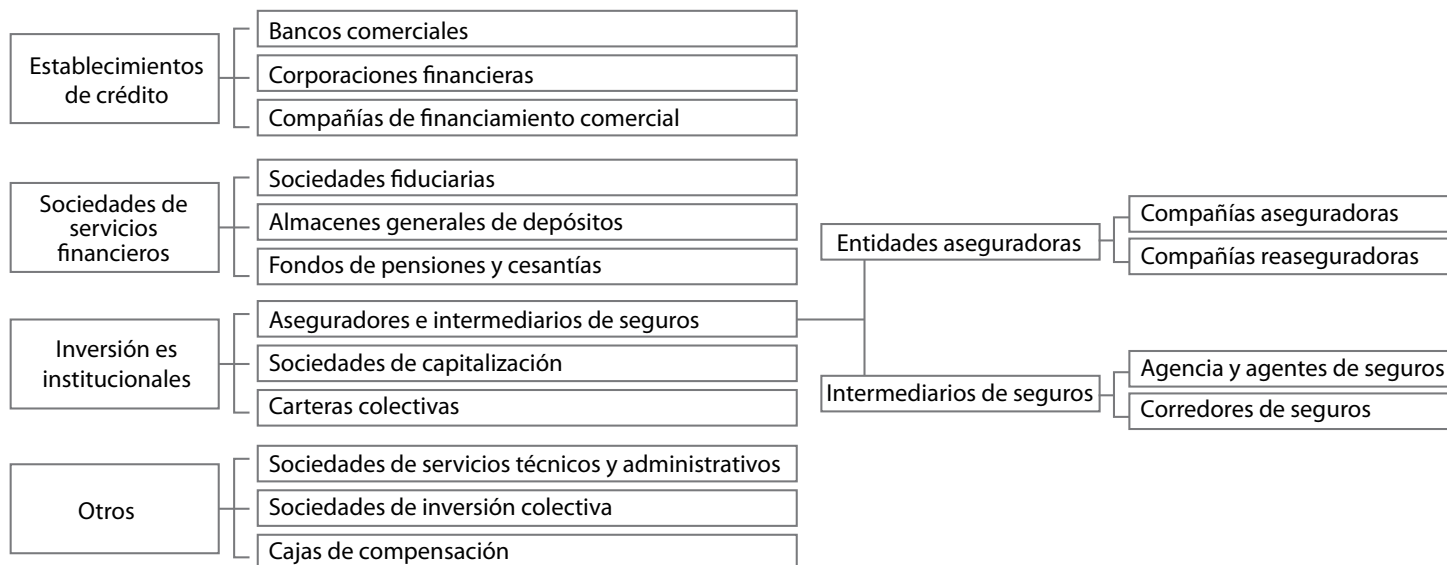 Establecimientos
de crédito
Bancos comerciales
Corporaciones financieras
Compañías de financiamiento comercial
Sociedades de
servicios
financieros
Sociedades fiduciarias
Almacenes generales de depósitos
Fondos de pensiones y cesantías
Inversión es
institucionales
Aseguradores e intermediarios de seguros
Sociedades de capitalización
Carteras colectivas
Entidades aseguradoras
Compañías aseguradoras
Compañías reaseguradoras
Intermediarios de seguros
Agencia y agentes de seguros
Corredores de seguros
Otros
Sociedades de servicios técnicos y administrativos
Sociedades de inversión colectiva
Cajas de compensación